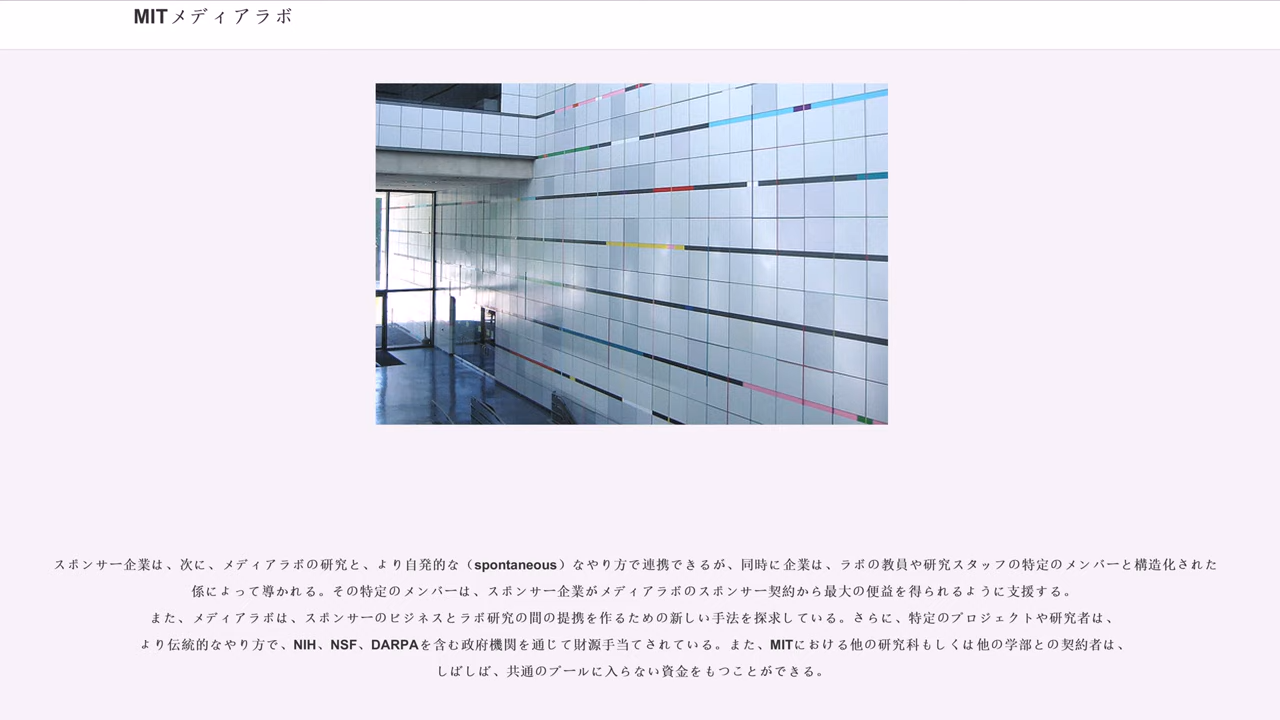 MITメディアラボ
スポンサー企業は、次に、メディアラボの研究と、より自発的な（spontaneous）なやり方で連携できるが、同時に企業は、ラボの教員や研究スタッフの特定のメンバーと構造化された
係によって導かれる。その特定のメンバーは、スポンサー企業がメディアラボのスポンサー契約から最大の便益を得られるように支援する。
また、メディアラボは、スポンサーのビジネスとラボ研究の間の提携を作るための新しい手法を探求している。さらに、特定のプロジェクトや研究者は、
より伝統的なやり方で、NIH、NSF、DARPAを含む政府機関を通じて財源手当てされている。また、MITにおける他の研究科もしくは他の学部との契約者は、
しばしば、共通のプールに入らない資金をもつことができる。